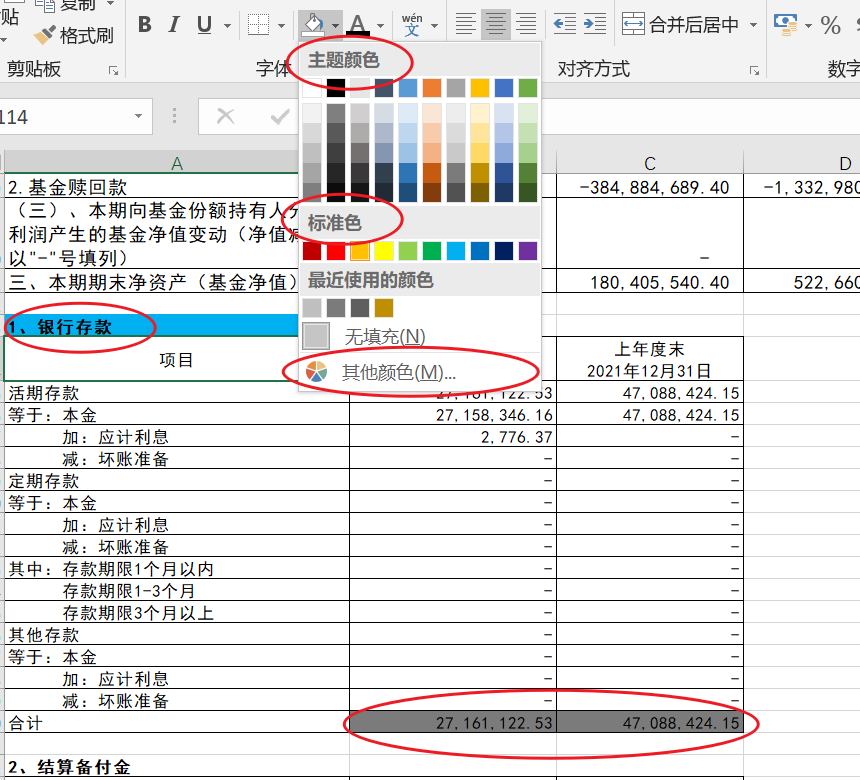 贴
复制
格式刷
剪贴板
B I U
A
wén
文
合并后居中
%
字体
对齐方式
数字
114
主题颜色
标准色
最近使用的颜色
无填充(N)
其他颜色(M)...
A C D
2.基金赎回款 -384,884,689.40 -1,332,980
（三）、本期向基金份额持有人
利润产生的基金净值变动（净值
以"-"号填列） -
三、本期期末净资产（基金净值） 180,405,540.40 522,660
1、银行存款
项目 上年度末
2021年12月31日
活期存款 27,161,122.53 47,088,424.15
等于：本金 27,158,346.16 47,088,424.15
加：应计利息 2,776.37 -
减：坏账准备 - -
定期存款 - -
等于：本金 - -
加：应计利息 - -
减：坏账准备 - -
其中：存款期限1个月以内 - -
存款期限1-3个月 - -
存款期限3个月以上 - -
其他存款 - -
等于：本金 - -
加：应计利息 - -
减：坏账准备 - -
合计 27,161,122.53 47,088,424.15
2、结算备付金